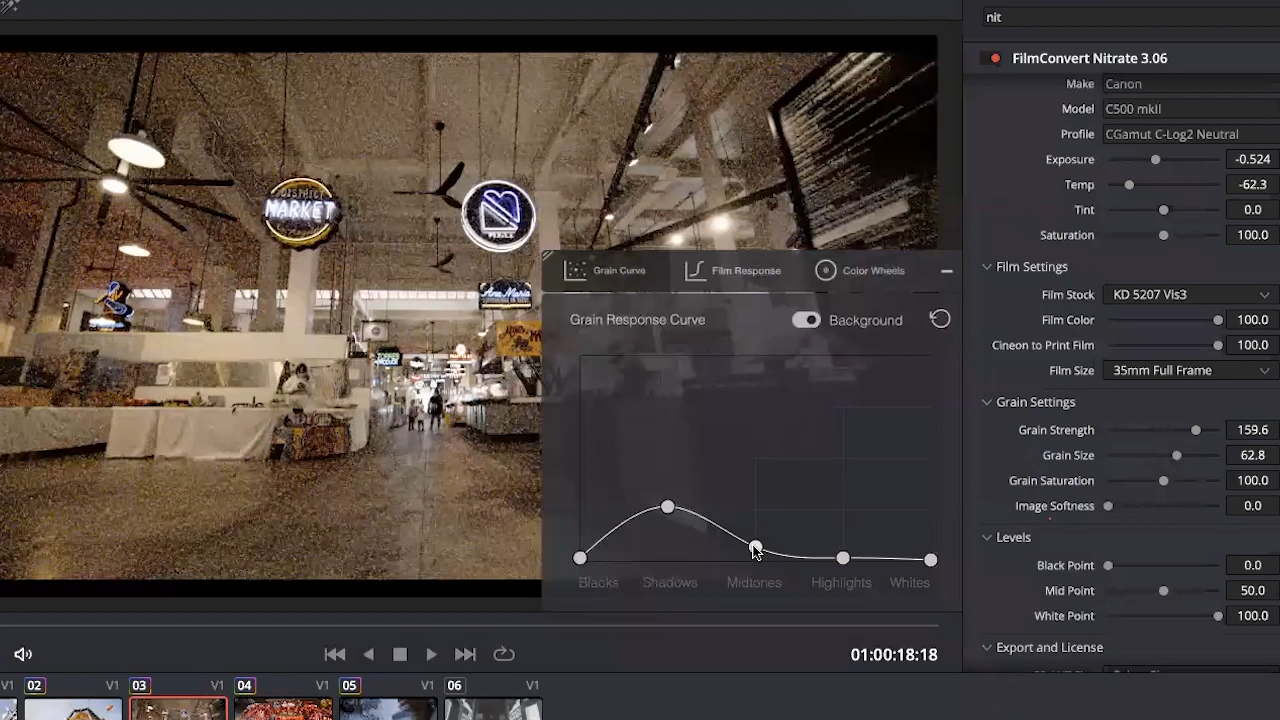 nit
FilmConvert Nitrate 3.06
Make Canon
Model C500 mkII
Profile CGamut C-Log2 Neutral
Exposure -0.524
Temp -62.3
Tint 0.0
Saturation 100.0
Film Settings
Film Stock KD 5207 Vis3
Film Color 100.0
Cineon to Print Film 100.0
Film Size 35mm Full Frame
Grain Settings
Grain Strength 159.6
Grain Size 62.8
Grain Saturation 100.0
Image Softness 0.0
Levels
Black Point 0.0
Mid Point 50.0
White Point 100.0
Export and License
DISTRICT
MARKET
Grain Curve Film Response Color Wheels
Grain Response Curve Background
Blacks Shadows Midtones Highlights Whites
01:00:18:18
V1 02 V1 03 V1 04 V1 05 V1 06 V1